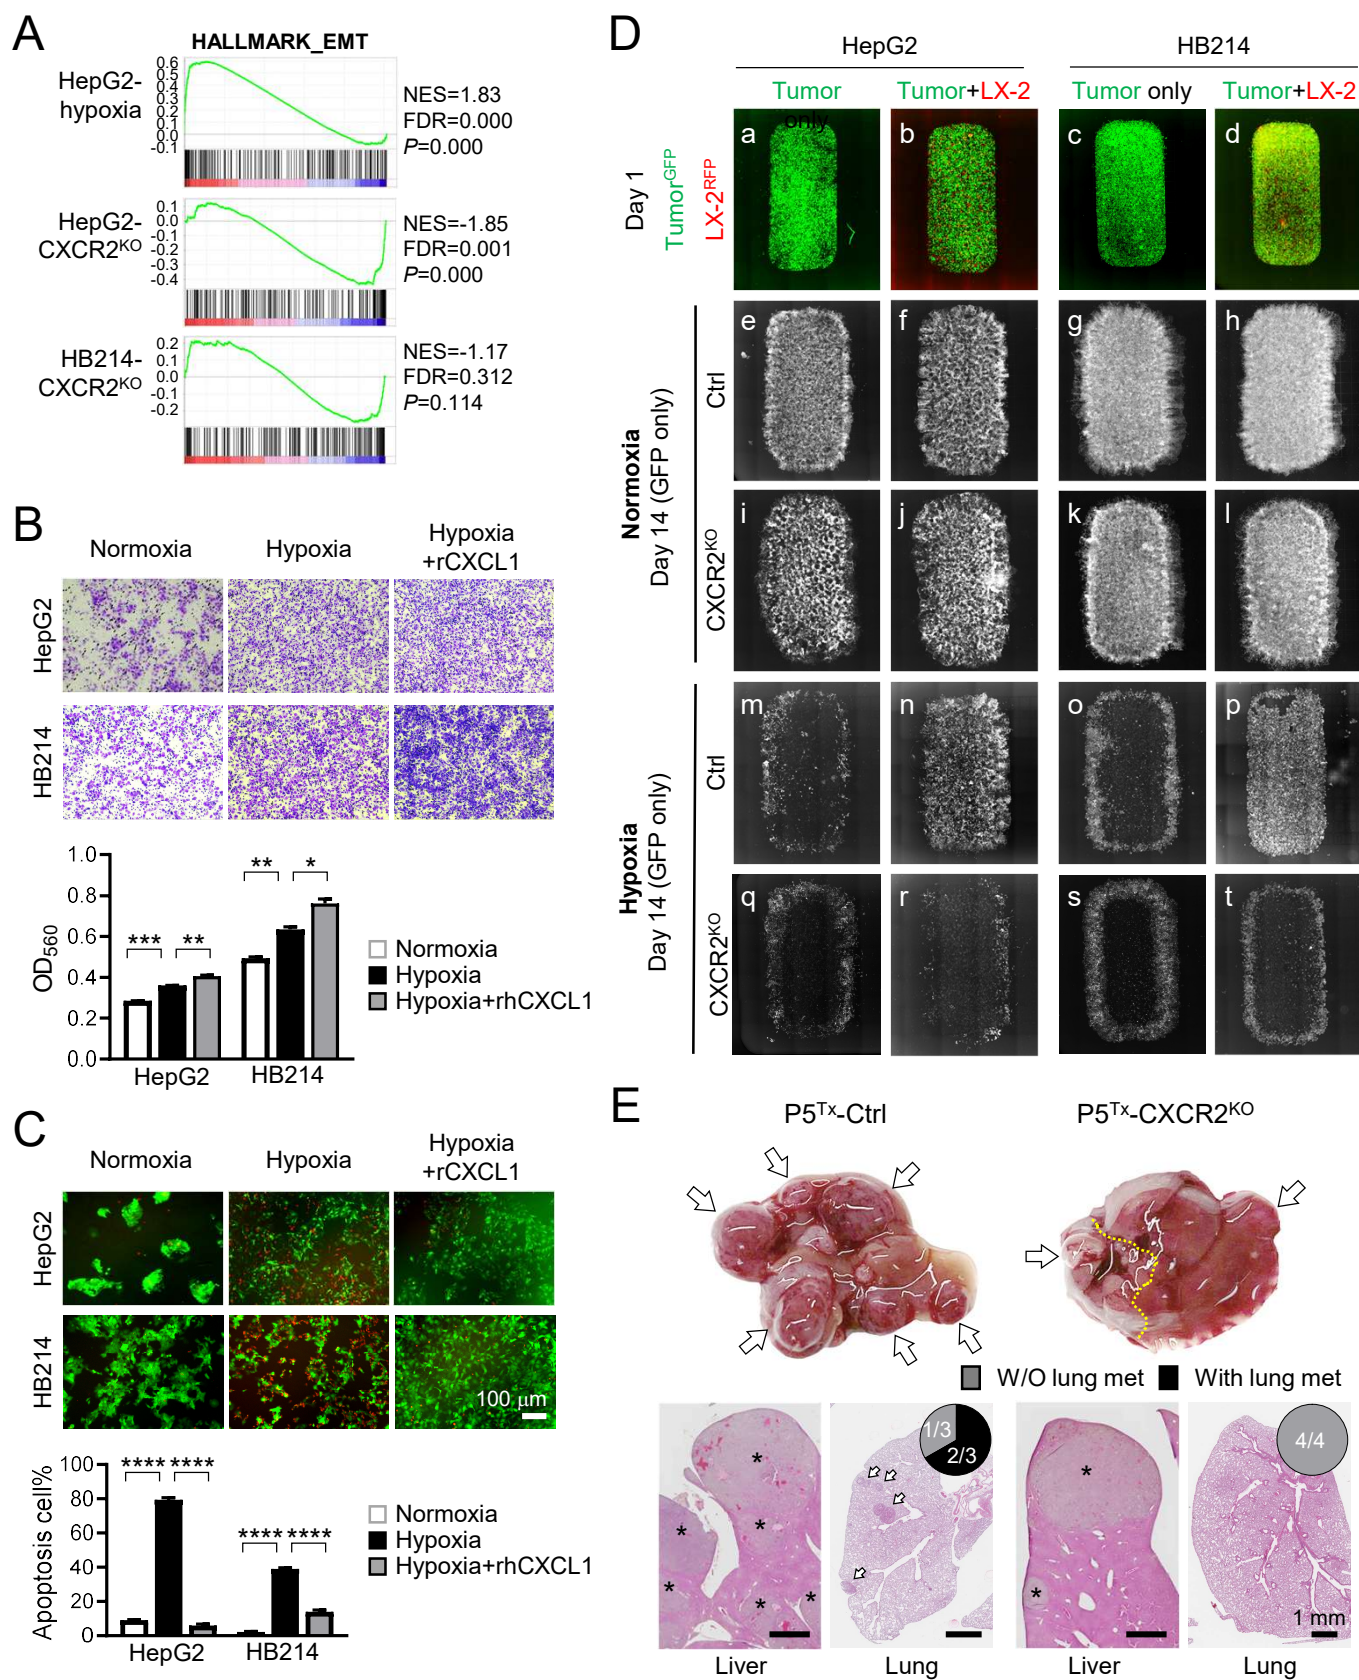 A
HALLMARK_EMT
HepG2-
hypoxia
0.6
0.5
0.4
0.3
0.2
0.1
0.0
-0.1
NES=1.83
FDR=0.000
P=0.000
HepG2-
CXCR2KO
0.1
0.0
-0.1
-0.2
-0.3
-0.4
NES=-1.85
FDR=0.001
P=0.000
HB214-
CXCR2KO
0.2
0.1
0.0
-0.1
-0.2
NES=-1.17
FDR=0.312
P=0.114
B
Normoxia
Hypoxia
Hypoxia
+rCXCL1
HepG2
HB214
OD560
1.0
0.8
0.6
0.4
0.2
0.0
***
**
**
*
HepG2
HB214
Normoxia
Hypoxia
Hypoxia+rhCXCL1
C
Normoxia
Hypoxia
Hypoxia
+rCXCL1
HepG2
HB214
100 μm
Apoptosis cell%
100
80
60
40
20
0
****
****
****
****
HepG2
HB214
Normoxia
Hypoxia
Hypoxia+rhCXCL1
D
HepG2
HB214
Tumor
only
Tumor+LX-2
Tumor only
Tumor+LX-2
Day 1
TumorGFP
LX-2RFP
a
b
c
d
Normoxia
Day 14 (GFP only)
Ctrl
e
f
g
h
CXCR2KO
i
j
k
l
Hypoxia
Day 14 (GFP only)
Ctrl
m
n
o
p
CXCR2KO
q
r
s
t
E
P5Tx-Ctrl
P5Tx-CXCR2KO
W/O lung met
With lung met
*
*
*
*
*
*
1/3
2/3
*
*
4/4
1 mm
Liver
Lung
Liver
Lung